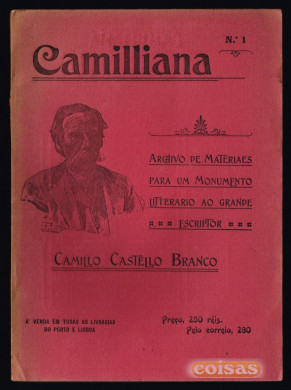 N.º 1
Camilliana
ARCHIVO DE MATERIAES
PARA UM MONUMENTO
LITTERARIO AO GRANDE
ESCRIPTOR
CAMILLO CASTELLO BRANCO
Á VENDA EM TODAS AS LIVRARIAS
DO PORTO E LISBOA
Preço, 250 réis.
Pelo correio, 280
coisas